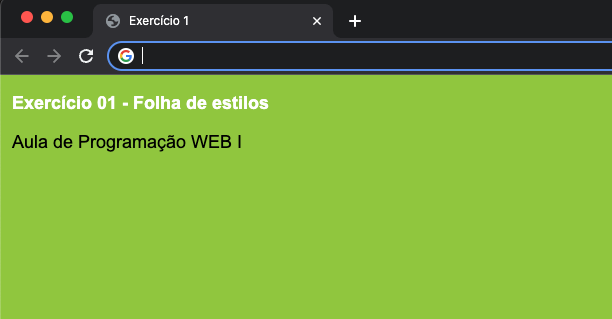 Exercício 1
Exercício 01 - Folha de estilos
Aula de Programação WEB I